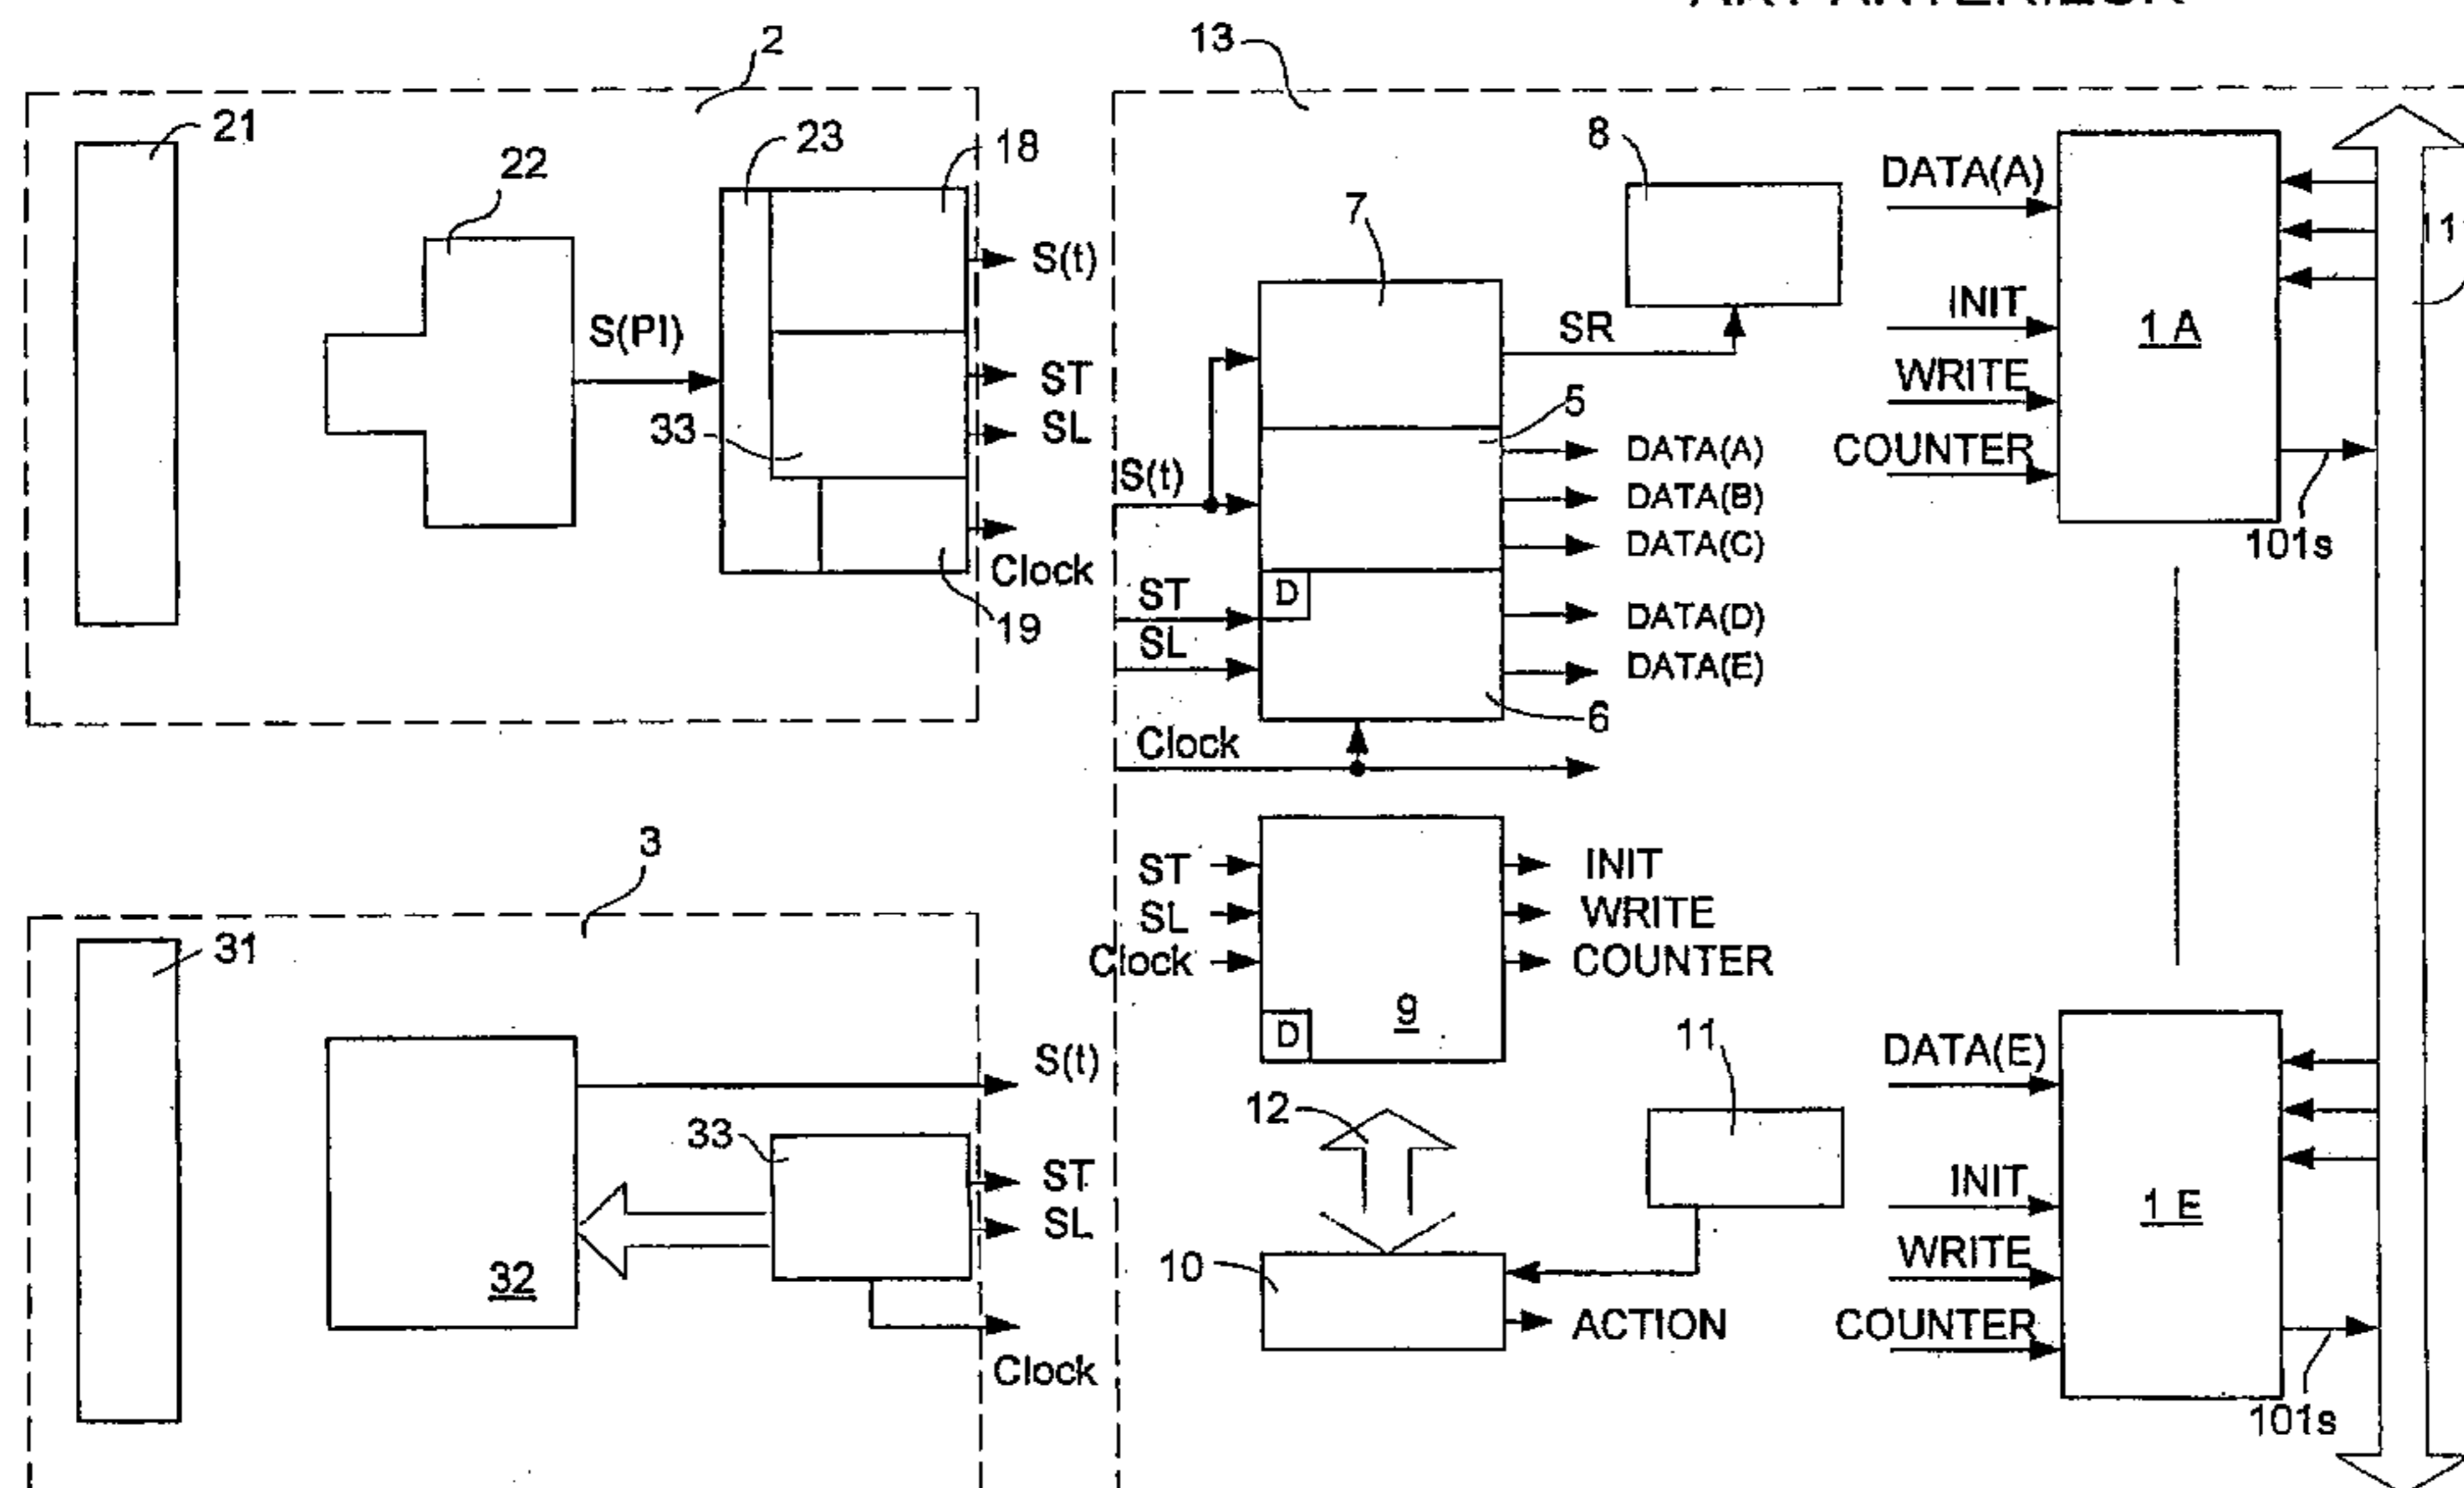 2
21
22
23
18
S(PI)
33
S(t)
ST
SL
Clock
19
3
31
32
33
S(t)
ST
SL
Clock
13
7
8
SR
5
S(t)
DATA(A)
DATA(B)
DATA(C)
D
ST
DATA(D)
SL
DATA(E)
6
Clock
ST
INIT
SL
WRITE
Clock
COUNTER
D
9
12
11
10
ACTION
DATA(A)
INIT
WRITE
COUNTER
1 A
101s
DATA(E)
INIT
WRITE
COUNTER
1 E
101s